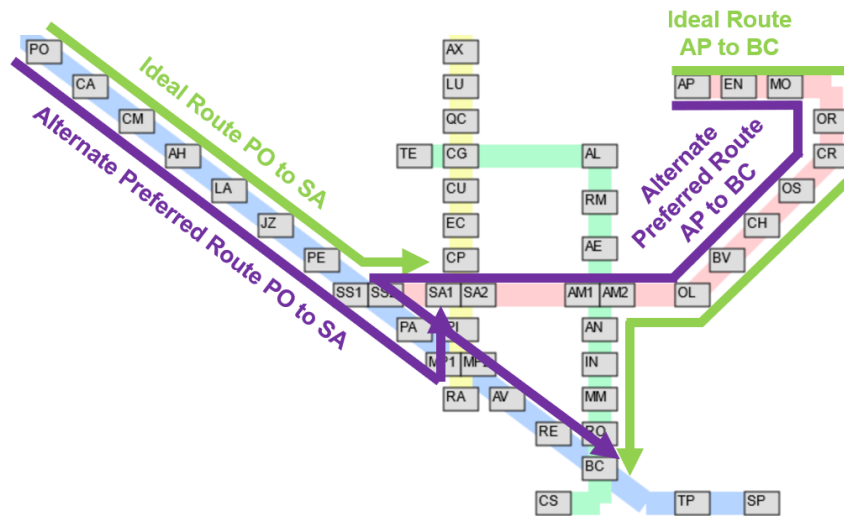 Ideal Route
AP to BC
Ideal Route PO to SA
Alternate Preferred Route PO to SA
Alternate
Preferred Route
AP to BC
PO
CA
CM
AH
LA
JZ
PE
SS1
PA
MP1
AX
LU
QC
TE
CG
CU
EC
CP
SA1
SA2
RA
AV
RE
AL
RM
AE
AM1
AM2
AN
IN
MM
BC
CS
TP
SP
AP
EN
MO
OR
CR
OS
CH
BV
OL